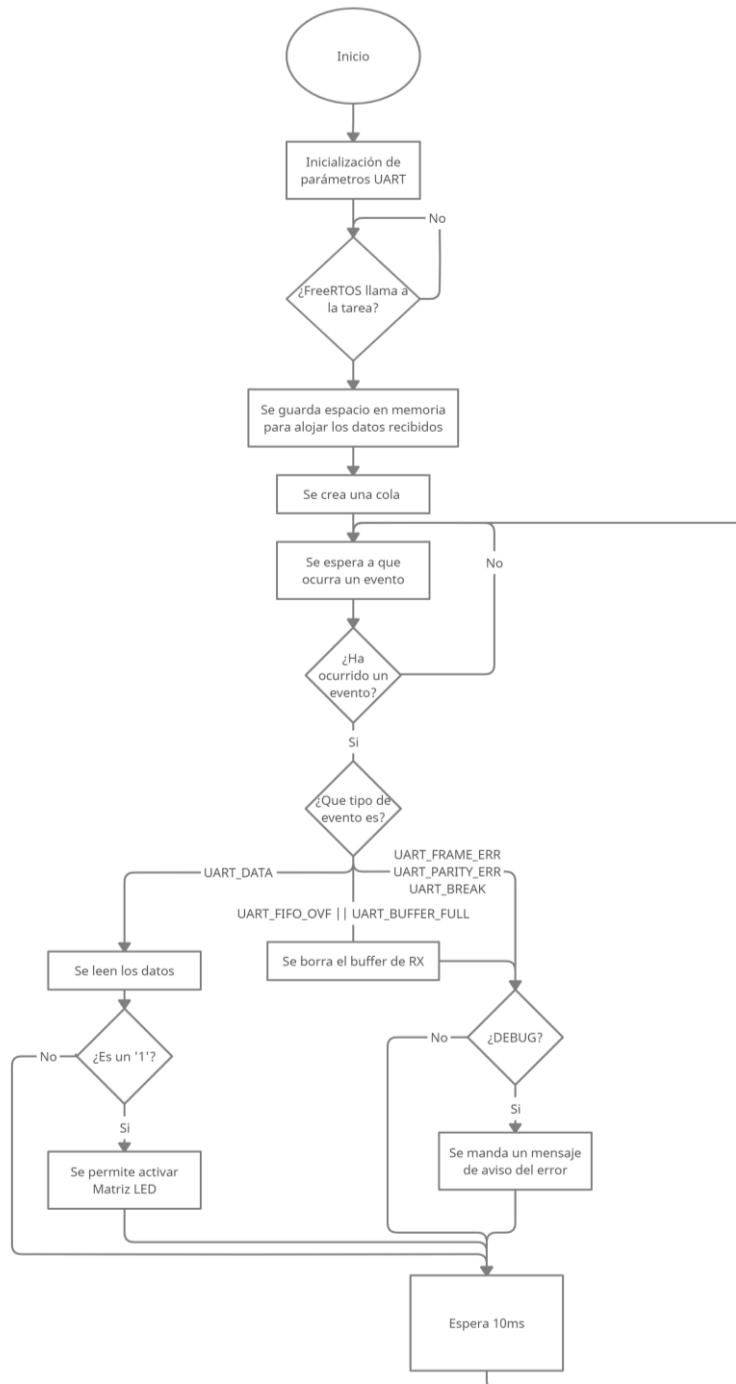 Inicio
Inicialización de
parámetros UART
No
¿FreeRTOS llama a
la tarea?
Se guarda espacio en memoria
para alojar los datos recibidos
Se crea una cola
Se espera a que
ocurra un evento
No
¿Ha
ocurrido un
evento?
Si
¿Que tipo de
evento es?
UART_DATA
UART_FRAME_ERR
UART_PARITY_ERR
UART_BREAK
UART_FIFO_OVF || UART_BUFFER_FULL
Se leen los datos
Se borra el buffer de RX
No
¿Es un '1'?
No
¿DEBUG?
Si
Si
Se permite activar
Matriz LED
Se manda un mensaje
de aviso del error
Espera 10ms